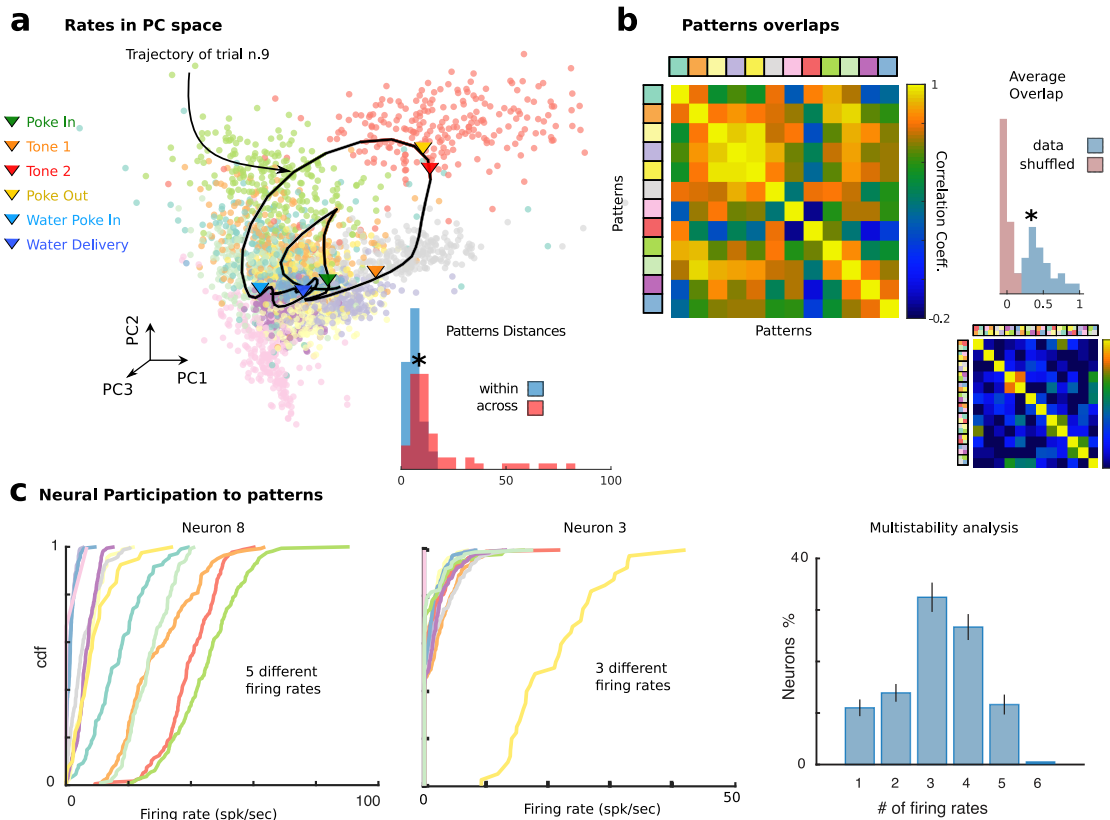 a Rates in PC space
Trajectory of trial n.9
Poke In
Tone 1
Tone 2
Poke Out
Water Poke In
Water Delivery
PC2
PC3
PC1
Patterns Distances
*
within
across
0 50 100
b Patterns overlaps
Patterns
Patterns
1
Correlation Coeff.
-0.2
Average
Overlap
data
shuffled
*
0 0.5 1
c Neural Participation to patterns
Neuron 8
1
cdf
0
5 different
firing rates
0 100
Firing rate (spk/sec)
Neuron 3
3 different
firing rates
0 50
Firing rate (spk/sec)
Multistability analysis
40
Neurons %
0
1 2 3 4 5 6
# of firing rates